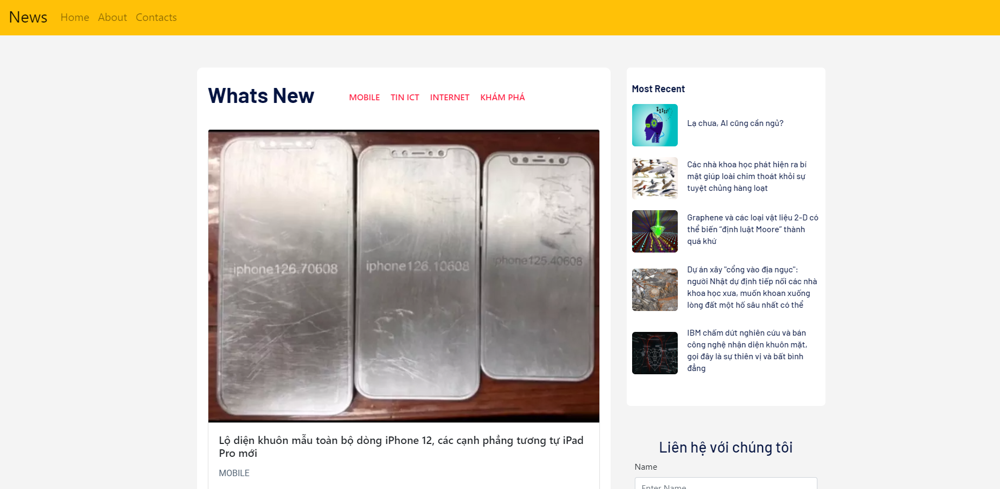 News Home About Contacts
Whats New MOBILE TIN ICT INTERNET KHÁM PHÁ
iphone126.70608
iphone126.10608
iphone125.40608
Lộ diện khuôn mẫu toàn bộ dòng iPhone 12, các cạnh phẳng tương tự iPad
Pro mới
MOBILE
Most Recent
Lạ chưa, AI cũng cần ngủ?
Các nhà khoa học phát hiện ra bí
mật giúp loài chim thoát khỏi sự
tuyệt chủng hàng loạt
Graphene và các loại vật liệu 2-D có
thể biến “định luật Moore” thành
quá khứ
Dự án xây "cổng vào địa ngục":
người Nhật dự định tiếp nối các nhà
khoa học xưa, muốn khoan xuống
lòng đất một hố sâu nhất có thể
IBM chấm dứt nghiên cứu và bán
công nghệ nhận diện khuôn mặt,
gọi đây là sự thiên vị và bất bình
đẳng
Liên hệ với chúng tôi
Name
Enter Name